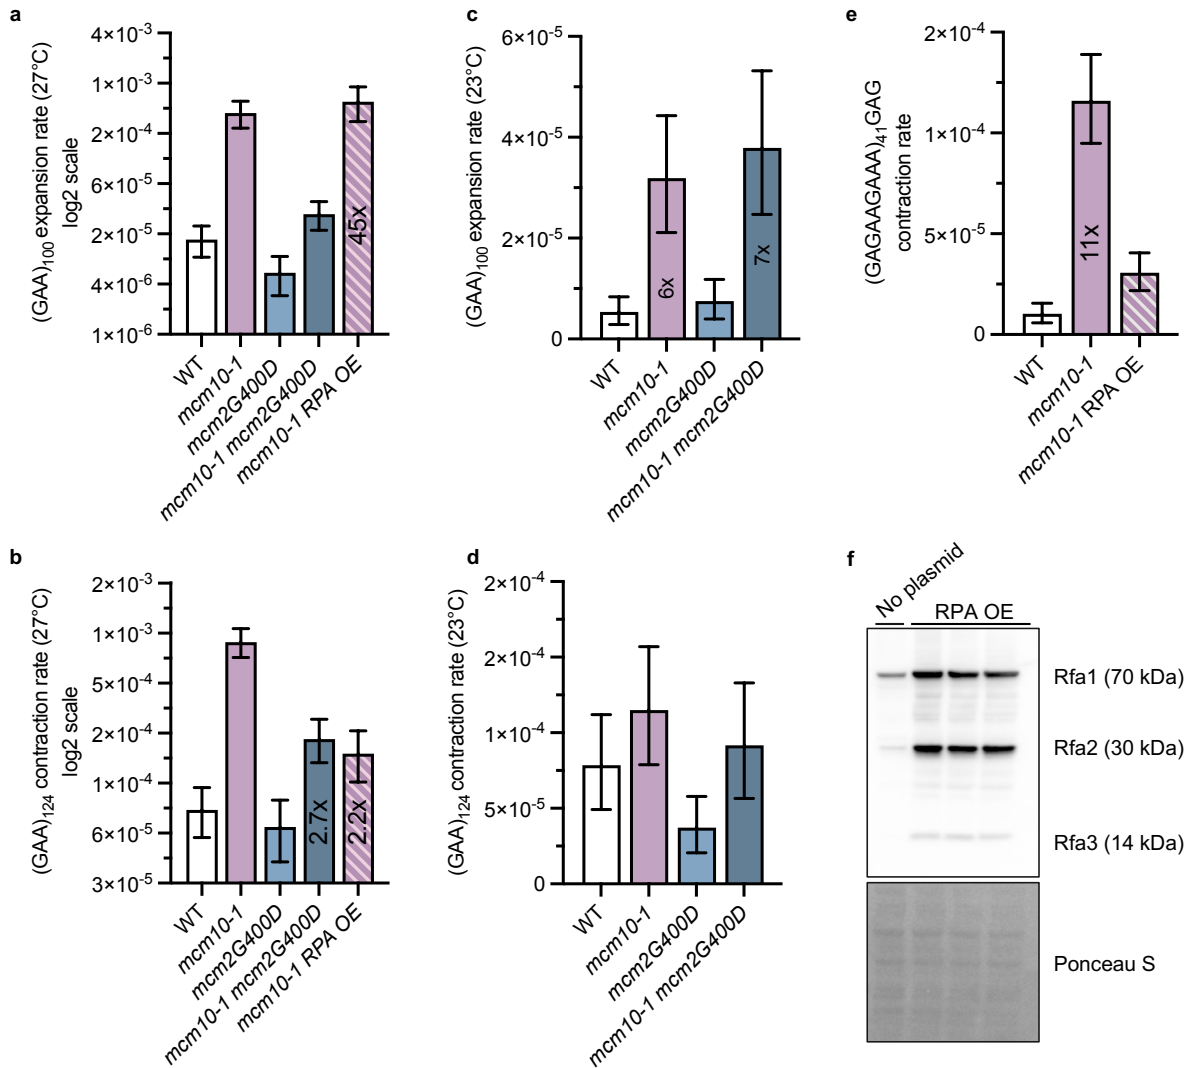 a
(GAA)100 expansion rate (27°C)
log2 scale
4×10-3
1×10-3
2×10-4
6×10-5
2×10-5
4×10-6
1×10-6
45x
WT
mcm10-1
mcm2G400D
mcm10-1 mcm2G400D
mcm10-1 RPA OE
c
(GAA)100 expansion rate (23°C)
6×10-5
4×10-5
2×10-5
0
6x
7x
WT
mcm10-1
mcm2G400D
mcm10-1 mcm2G400D
e
(GAGAAGAAA)41GAG
contraction rate
2×10-4
1×10-4
5×10-5
0
11x
WT
mcm10-1
mcm10-1 RPA OE
b
(GAA)124 contraction rate (27°C)
log2 scale
2×10-3
1×10-3
5×10-4
2×10-4
1×10-4
6×10-5
3×10-5
2.7x
2.2x
WT
mcm10-1
mcm2G400D
mcm10-1 mcm2G400D
mcm10-1 RPA OE
d
(GAA)124 contraction rate (23°C)
2×10-4
2×10-4
1×10-4
5×10-5
0
WT
mcm10-1
mcm2G400D
mcm10-1 mcm2G400D
f
No plasmid
RPA OE
Rfa1 (70 kDa)
Rfa2 (30 kDa)
Rfa3 (14 kDa)
Ponceau S